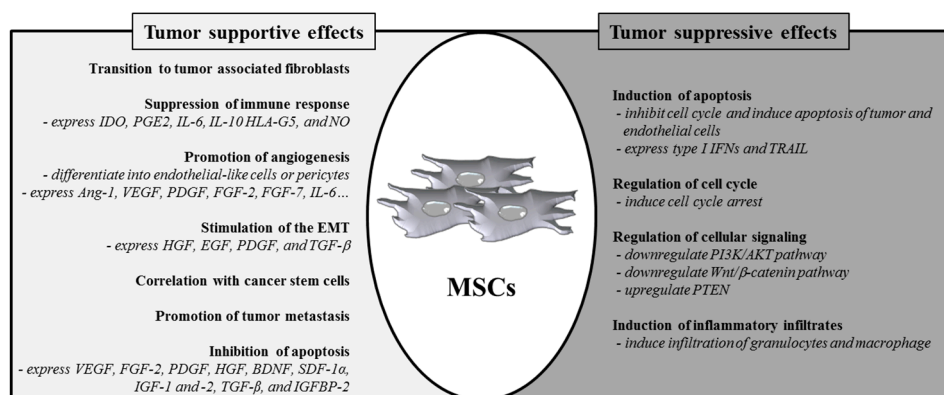 Tumor supportive effects
Transition to tumor associated fibroblasts
Suppression of immune response
- express IDO, PGE2, IL-6, IL-10 HLA-G5, and NO
Promotion of angiogenesis
- differentiate into endothelial-like cells or pericytes
- express Ang-1, VEGF, PDGF, FGF-2, FGF-7, IL-6...
Stimulation of the EMT
- express HGF, EGF, PDGF, and TGF-β
Correlation with cancer stem cells
Promotion of tumor metastasis
Inhibition of apoptosis
- express VEGF, FGF-2, PDGF, HGF, BDNF, SDF-1α,
IGF-1 and -2, TGF-β, and IGFBP-2
MSCs
Tumor suppressive effects
Induction of apoptosis
- inhibit cell cycle and induce apoptosis of tumor and
endothelial cells
- express type I IFNs and TRAIL
Regulation of cell cycle
- induce cell cycle arrest
Regulation of cellular signaling
- downregulate PI3K/AKT pathway
- downregulate Wnt/β-catenin pathway
- upregulate PTEN
Induction of inflammatory infiltrates
- induce infiltration of granulocytes and macrophage